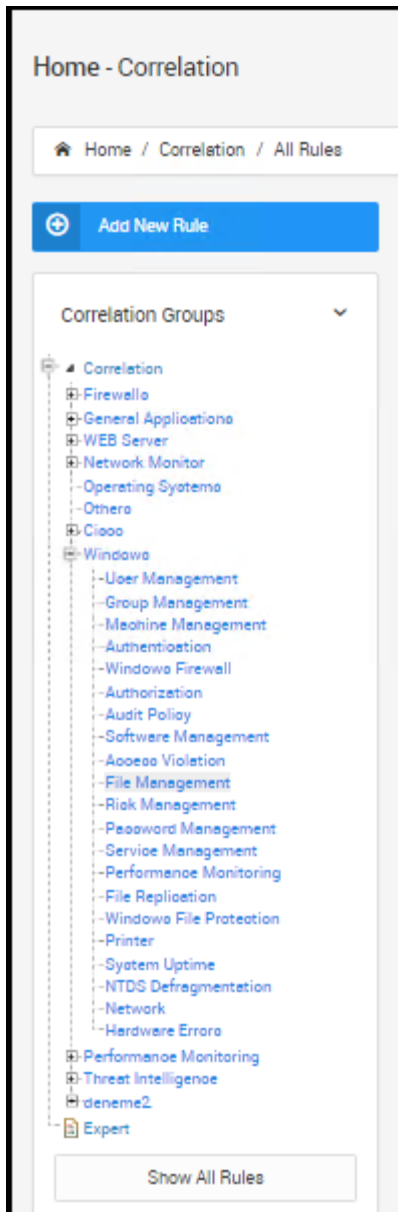 Home - Correlation
Home / Correlation / All Rules
Add New Rule
Correlation Groups
Correlation
Firewalls
General Applications
WEB Server
Network Monitor
Operating Systems
Others
Cisco
Windows
User Management
Group Management
Machine Management
Authentication
Windows Firewall
Authorization
Audit Policy
Software Management
Access Violation
File Management
Risk Management
Password Management
Service Management
Performance Monitoring
File Replication
Windows File Protection
Printer
System Uptime
NTDS Defragmentation
Network
Hardware Errors
Performance Monitoring
Threat Intelligence
deneme2
Expert
Show All Rules